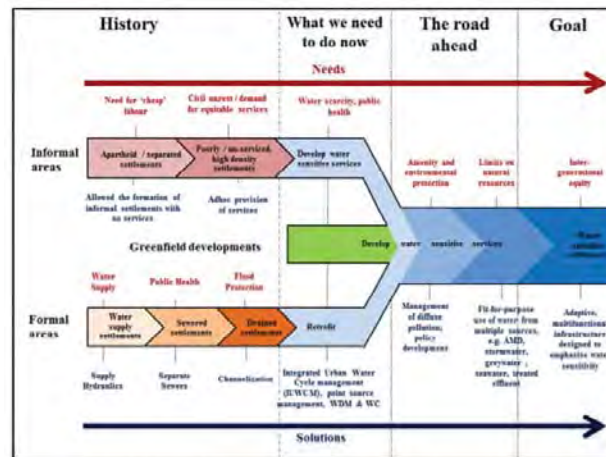 History
What we need
to do now
The road
ahead
Goal
Needs
Need for 'cheap'
labour
Civil unrest / demand
for equitable services
Water scarcity, public
health
Informal
areas
Apartheid / separated
settlements
Poorly / un-serviced,
high density
settlements
Develop water
sensitive services
Amenity and
environmental
protection
Limits on
natural
resources
Inter-
generational
equity
Allowed the formation of
informal settlements with
no services
Adhoc provision
of services
Greenfield developments
Develop water sensitive services
Water
Water
Supply
Public Health
Flood
Protection
Formal
areas
Water
supply
settlements
Sewered
settlements
Drained
settlements
Retrofit
Management
of diffuse
pollution,
policy
development
Fit-for-purpose
use of water from
multiple sources,
e.g. AMD,
stormwater,
greywater,
seawater, treated
effluent
Adaptive,
multifunctional
infrastructure
designed to
emphasise water
sensitivity
Supply
Hydraulics
Separate
Sewers
Channelization
Integrated Urban Water
Cycle management
(IUWCM), point source
management, WDM & WC
Solutions